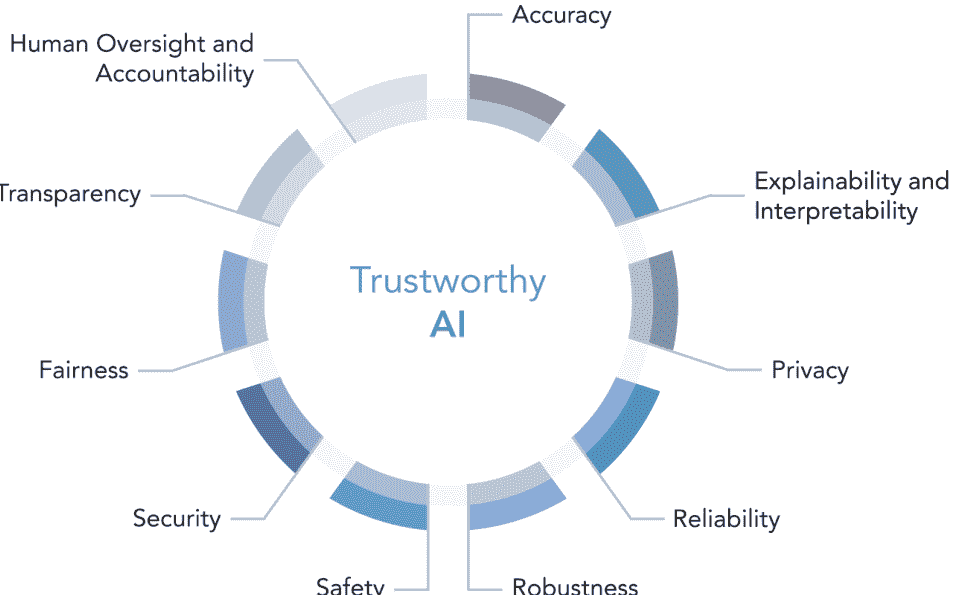 Accuracy
Human Oversight and
Accountability
Explainability and
Interpretability
Transparency
Trustworthy
AI
Fairness
Privacy
Security
Reliability
Safety
Robustness